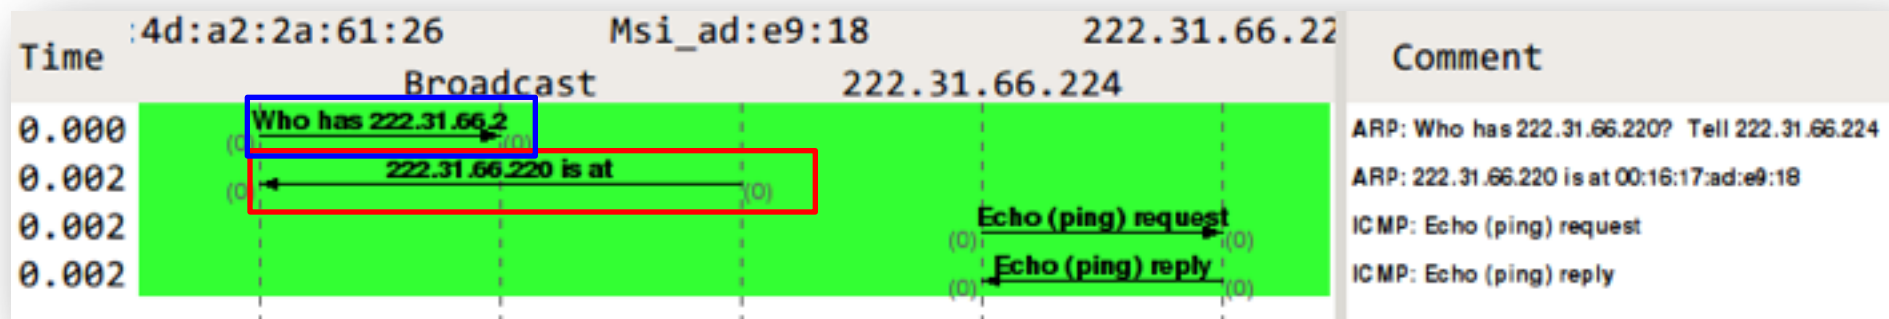 Time :4d:a2:2a:61:26 Msi_ad:e9:18 222.31.66.22 Comment
Broadcast 222.31.66.224
0.000 Who has 222.31.66.2 (0) (0) ARP: Who has 222.31.66.220? Tell 222.31.66.224
0.002 222.31.66.220 is at (0) (0) ARP: 222.31.66.220 is at 00:16:17:ad:e9:18
0.002 Echo (ping) request (0) (0) ICMP: Echo (ping) request
0.002 Echo (ping) reply (0) (0) ICMP: Echo (ping) reply